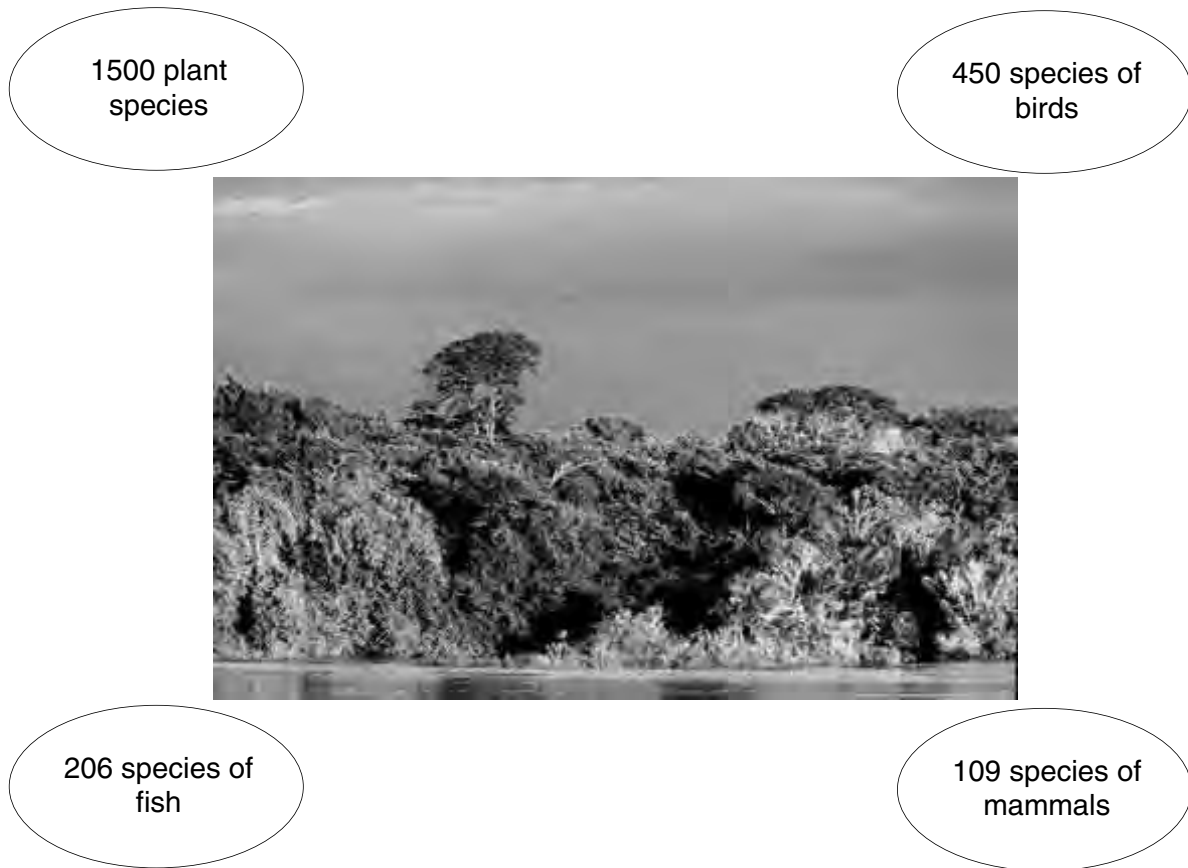 1500 plant
species
450 species of
birds
206 species of
fish
109 species of
mammals